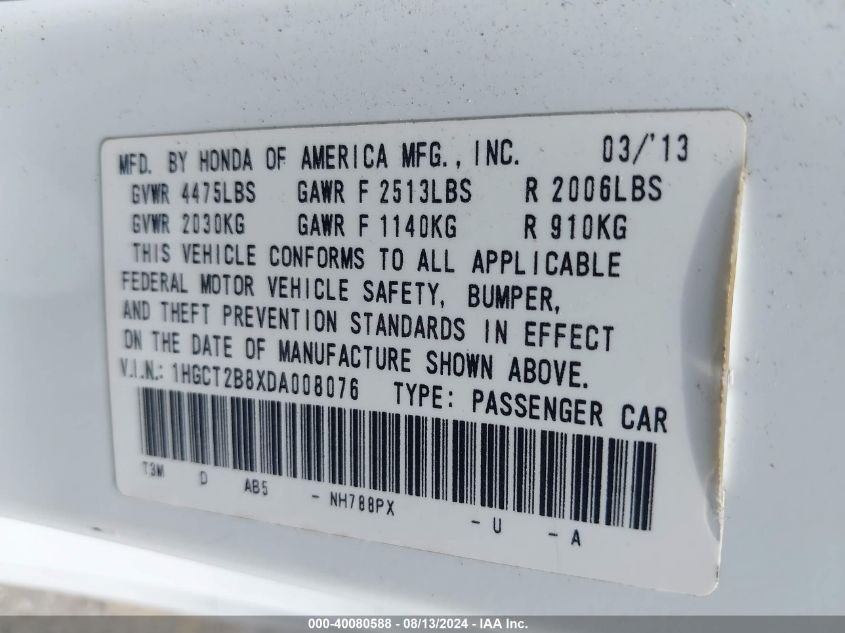 MFD. BY HONDA OF AMERICA MFG., INC. 03/'13
GVWR 4475LBS GAWR F 2513LBS R 2006LBS
GVWR 2030KG GAWR F 1140KG R 910KG
THIS VEHICLE CONFORMS TO ALL APPLICABLE
FEDERAL MOTOR VEHICLE SAFETY, BUMPER,
AND THEFT PREVENTION STANDARDS IN EFFECT
ON THE DATE OF MANUFACTURE SHOWN ABOVE.
V.I.N.: 1HGCT2B8XDA008076 TYPE: PASSENGER CAR
T3M D AB5 - NH788PX - U - A
000-40080588 - 08/13/2024 - IAA Inc.